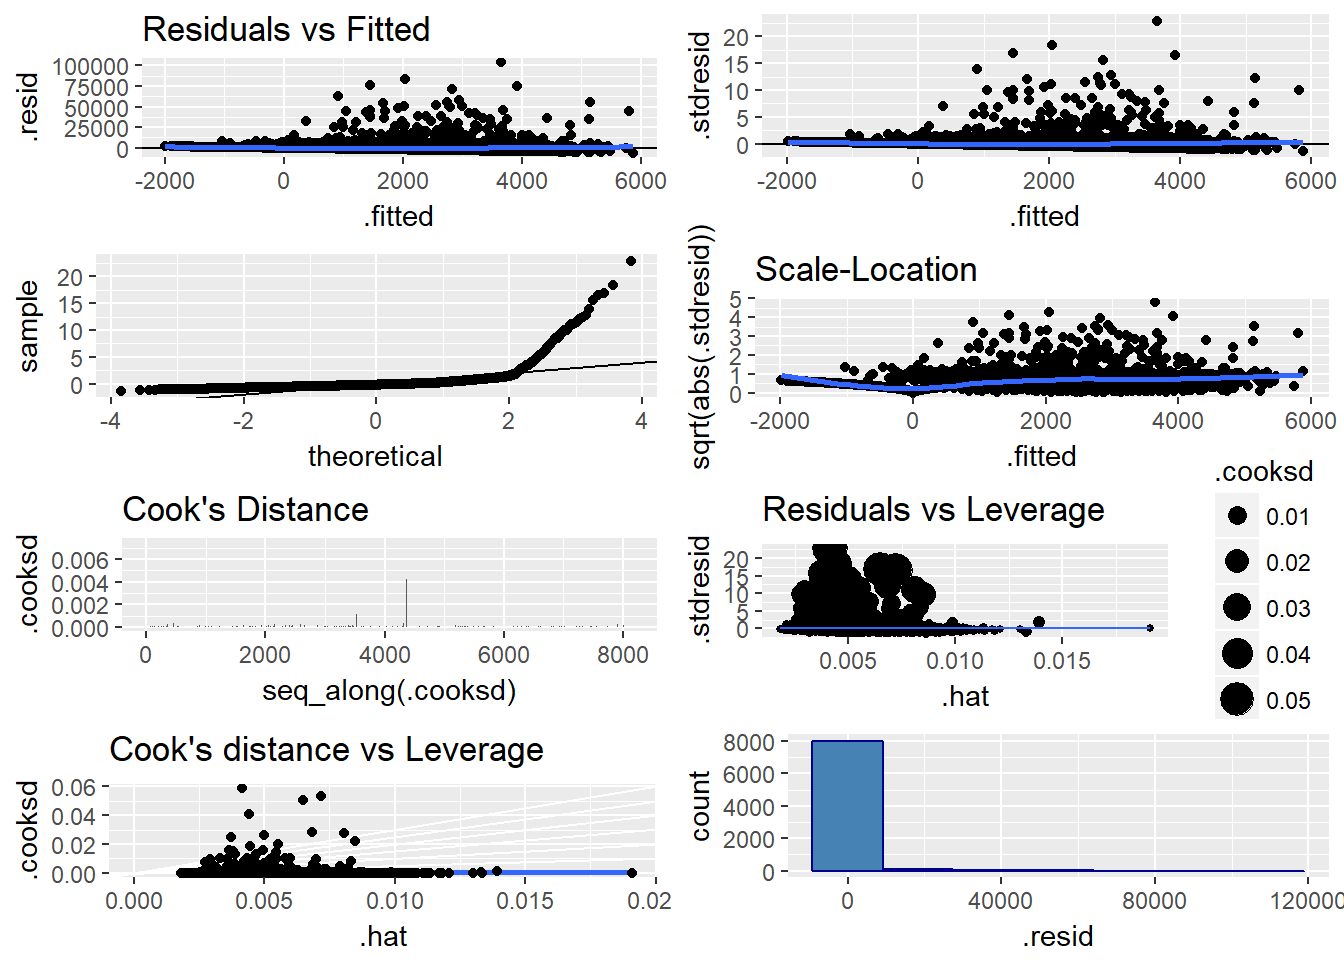 Residuals vs Fitted
.resid
100000
75000
50000
25000
0
-2000 0 2000 4000 6000
.fitted
.stdresid
20
15
10
5
0
-2000 0 2000 4000 6000
.fitted
sample
20
15
10
5
0
-4 -2 0 2 4
theoretical
Scale-Location
sqrt(abs(.stdresid))
5
4
3
2
1
0
-2000 0 2000 4000 6000
.fitted
Cook's Distance
.cooksd
0.006
0.004
0.002
0.000
0 2000 4000 6000 8000
seq_along(.cooksd)
Residuals vs Leverage
.stdresid
20
15
10
5
0
0.005 0.010 0.015
.hat
.cooksd
0.01
0.02
0.03
0.04
0.05
Cook's distance vs Leverage
.cooksd
0.06
0.04
0.02
0.00
0.000 0.005 0.010 0.015 0.02
.hat
count
8000
6000
4000
2000
0
0 40000 80000 120000
.resid